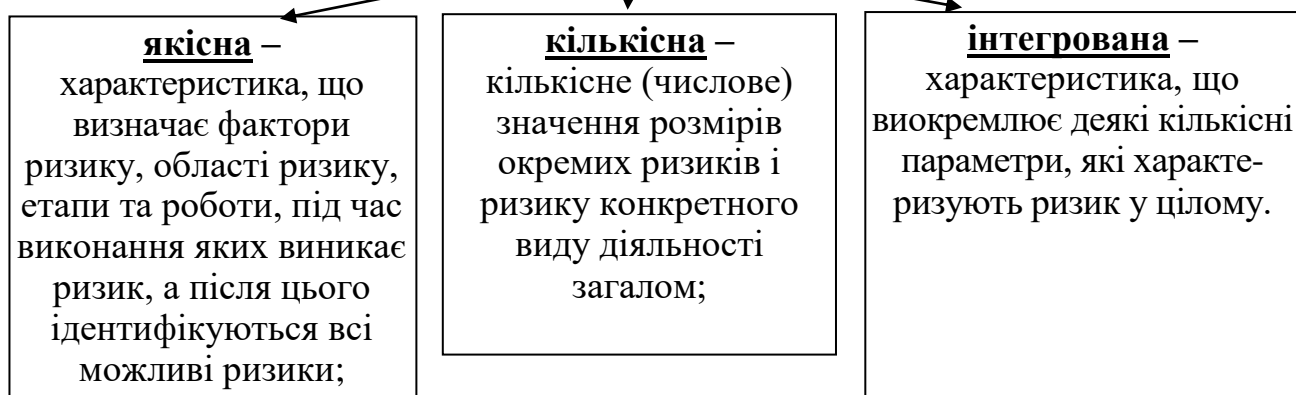 якісна –
характеристика, що
визначає фактори
ризику, області ризику,
етапи та роботи, під час
виконання яких виникає
ризик, а після цього
ідентифікуються всі
можливі ризики;
кількісна –
кількісне (числове)
значення розмірів
окремих ризиків і
ризику конкретного
виду діяльності
загалом;
інтегрована –
характеристика, що
виокремлює деякі кількісні
параметри, які характе-
ризують ризик у цілому.